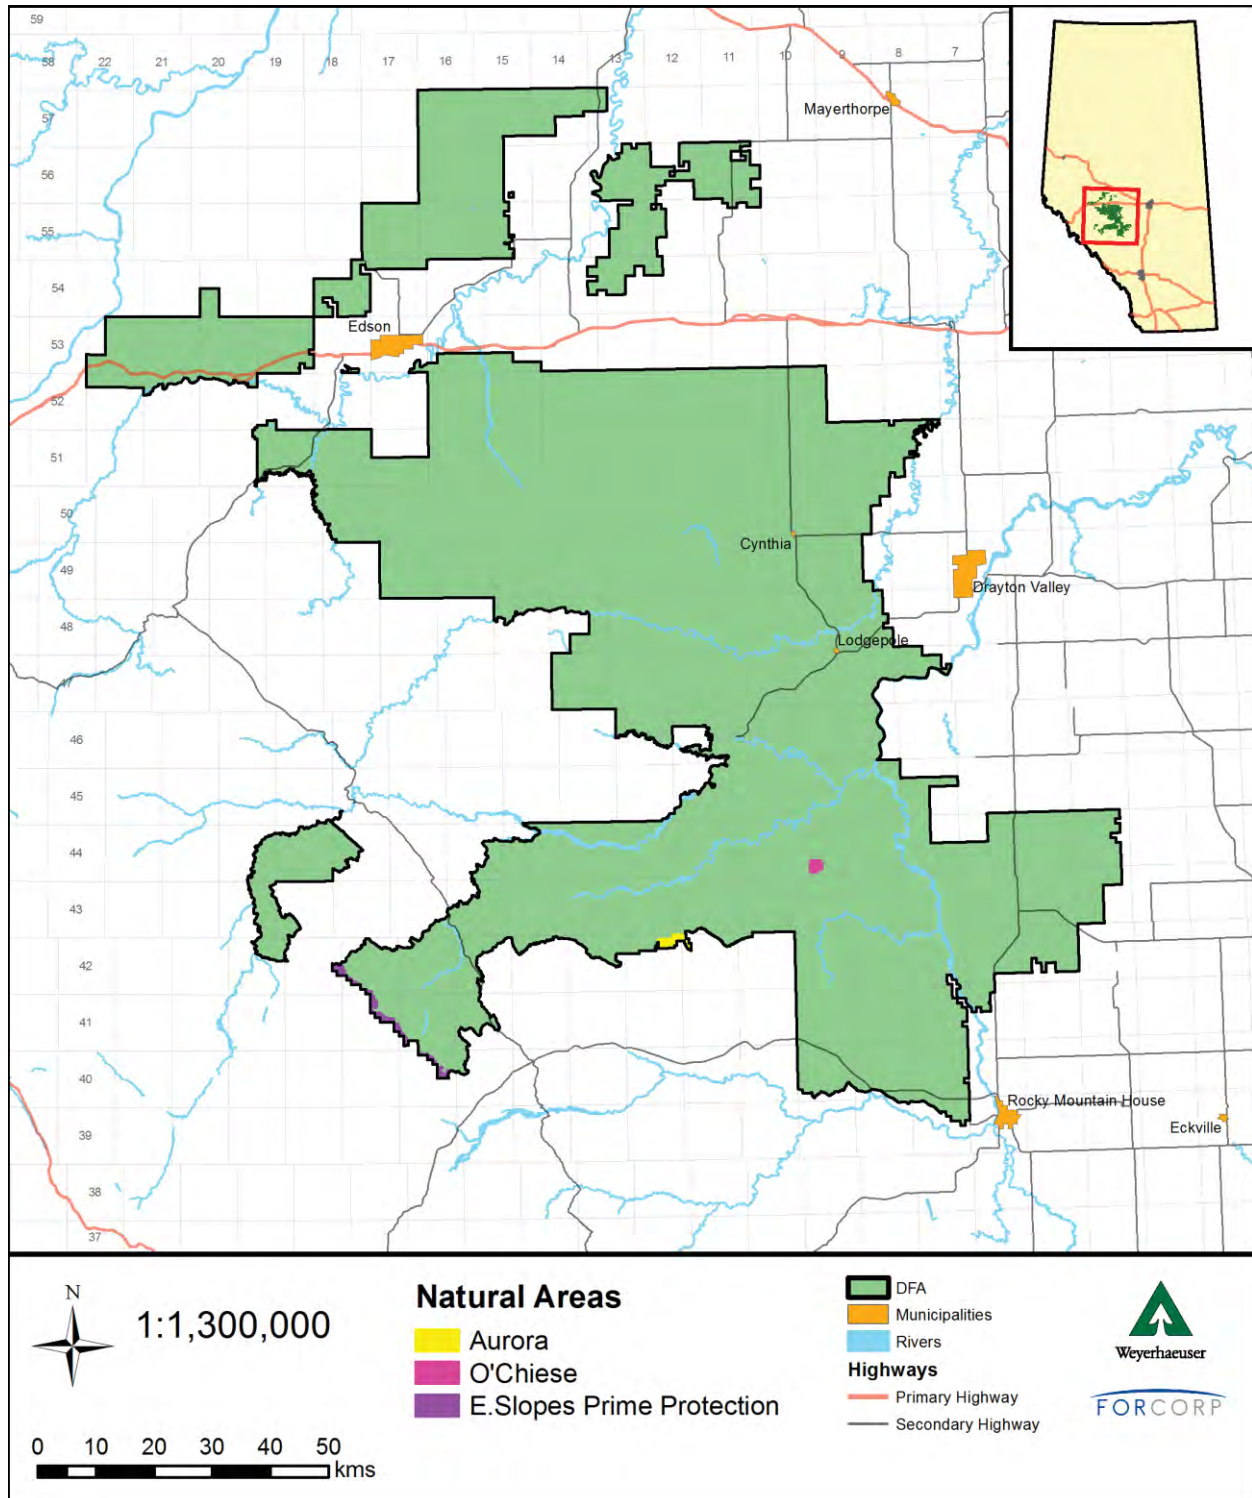 59
58 22 21 20 19 18 17 16 15 14 13 12 11 10 9 8 7
57
56
55
54
53
52
51
50
49
48
47
46
45
44
43
42
41
40
39
38
37
Mayerthorpe
Edson
Cynthia
Drayton Valley
Lodgepole
Rocky Mountain House
Eckville
N
1:1,300,000
0 10 20 30 40 50
kms
Natural Areas
Aurora
O'Chiese
E.Slopes Prime Protection
DFA
Municipalities
Rivers
Highways
Primary Highway
Secondary Highway
Weyerhaeuser
FORCORP